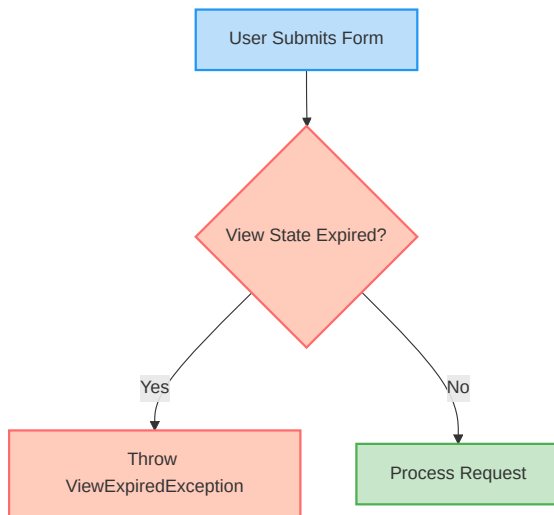 User Submits Form
View State Expired?
Yes
No
Throw
ViewExpiredException
Process Request